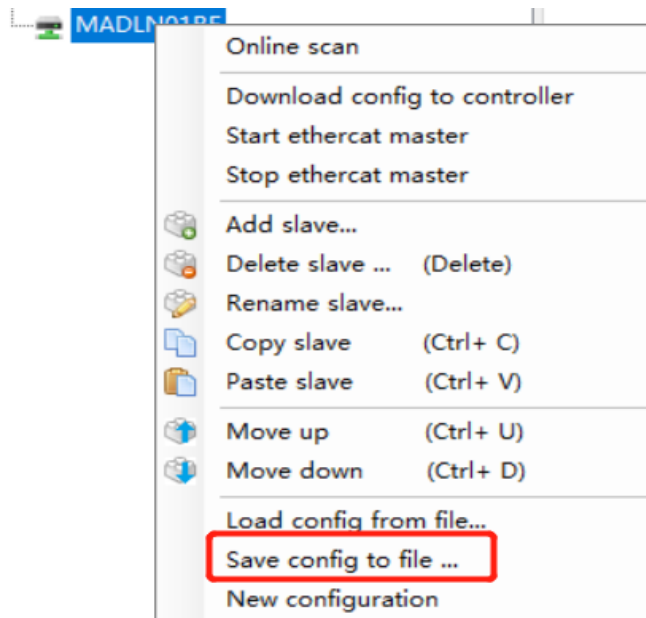 MADLN01BE
Online scan
Download config to controller
Start ethercat master
Stop ethercat master
Add slave...
Delete slave ... (Delete)
Rename slave...
Copy slave (Ctrl+ C)
Paste slave (Ctrl+ V)
Move up (Ctrl+ U)
Move down (Ctrl+ D)
Load config from file...
Save config to file ...
New configuration